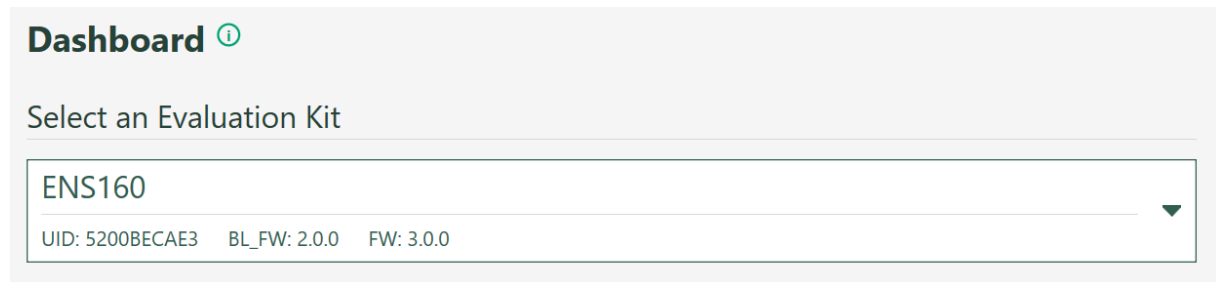 Dashboard
Select an Evaluation Kit
ENS160
UID: 5200BECAE3 BL_FW: 2.0.0 FW: 3.0.0